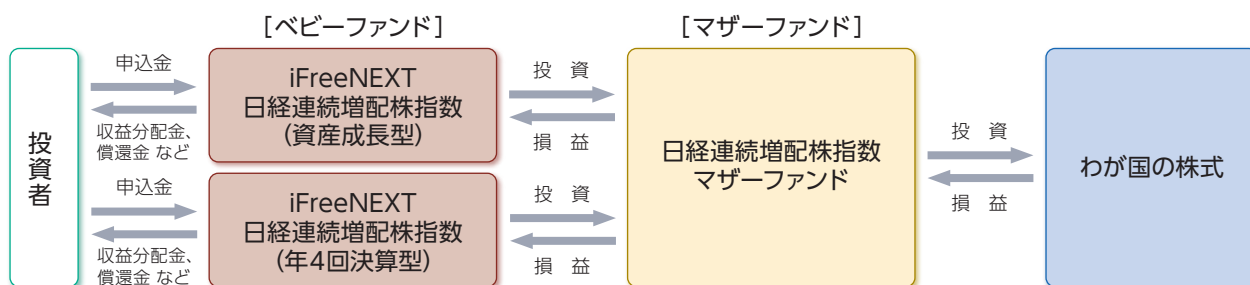 [ベビーファンド]
[マザーファンド]
投資者
申込金
収益分配金、
償還金 など
iFreeNEXT
日経連続増配株指数
(資産成長型)
投 資
損 益
申込金
収益分配金、
償還金 など
iFreeNEXT
日経連続増配株指数
(年4回決算型)
投 資
損 益
日経連続増配株指数
マザーファンド
投 資
損 益
わが国の株式